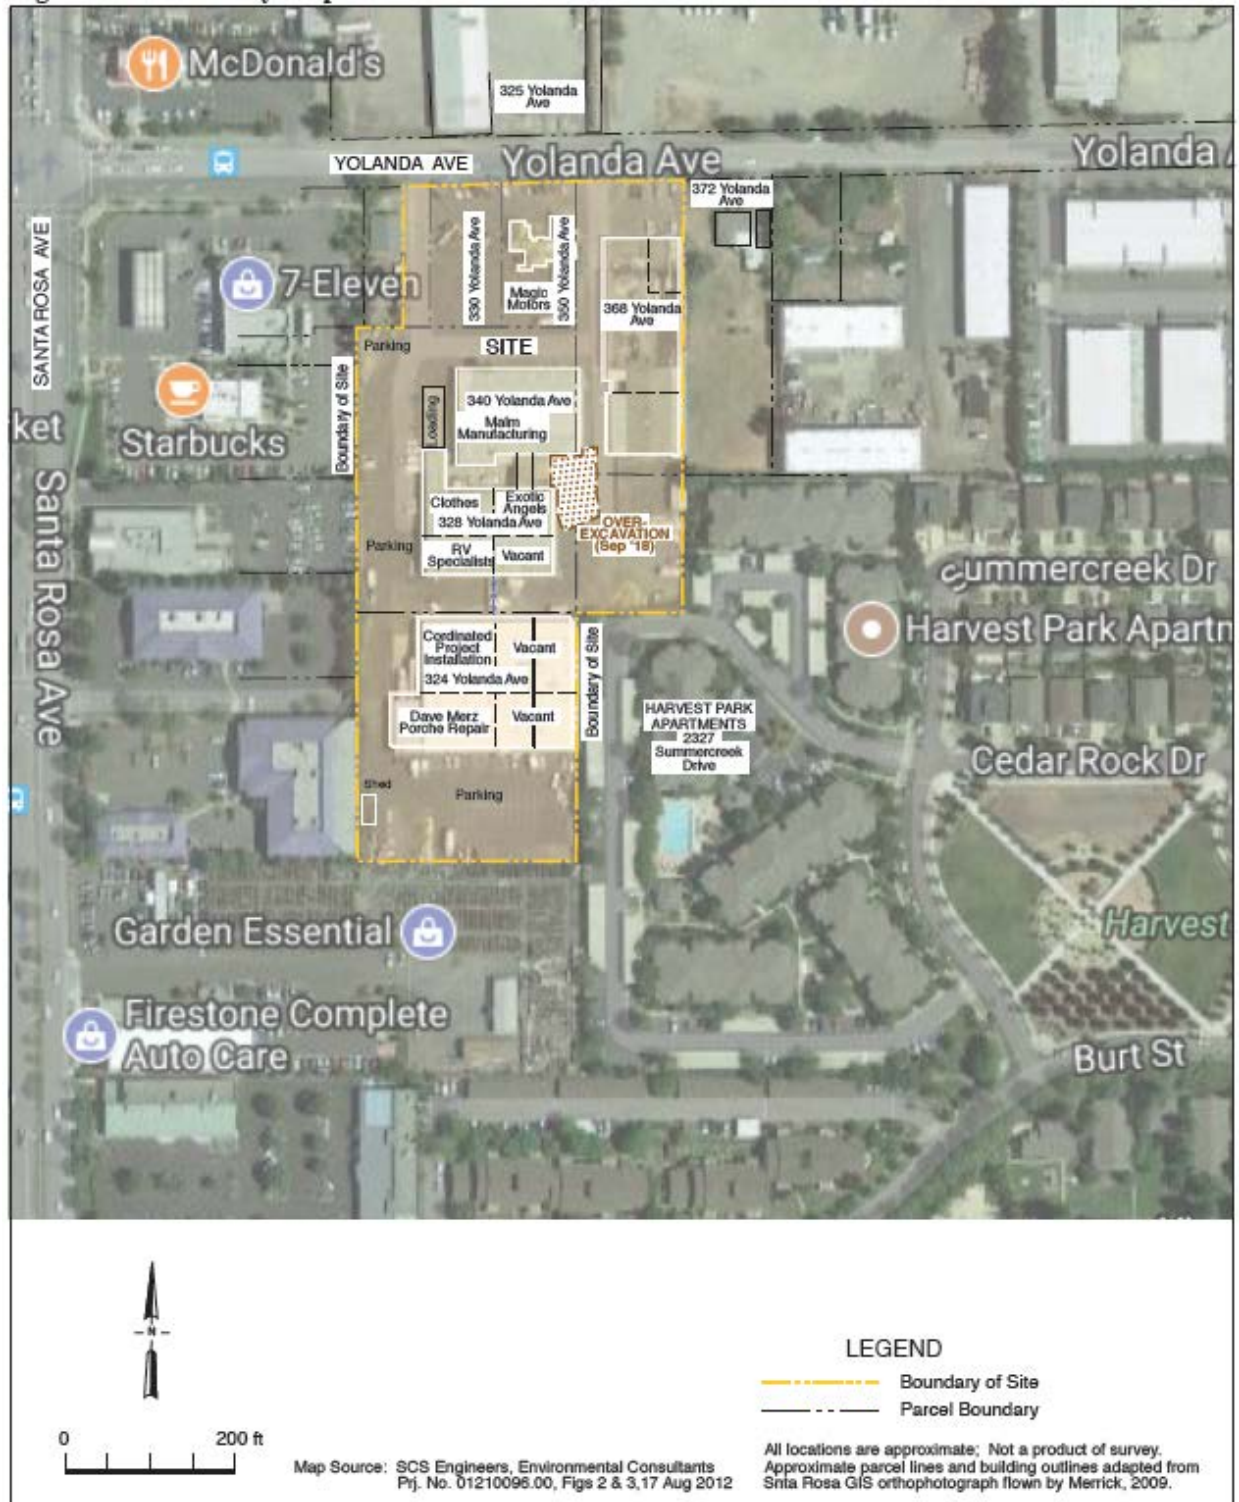 McDonald's
325 Yolanda
Ave
YOLANDA AVE
Yolanda Ave
Yolanda
372 Yolanda
Ave
SANTA ROSA AVE
7-Eleven
330 Yolanda Ave
Magic
Motors
350 Yolanda Ave
368 Yolanda
Ave
Parking
SITE
Boundary of Site
Starbucks
ket
Loading
340 Yolanda Ave
Malm
Manufacturing
Clothes
Exotic
Angels
328 Yolanda Ave
Parking
RV
Specialists
Vacant
OVER-
EXCAVATION
(Sep '18)
Santa Rosa Ave
ummercreek Dr
Harvest Park Apartn
Cordinated
Project
Installation
Vacant
324 Yolanda Ave
Dave Merz
Porche Repair
Vacant
Boundary of Site
HARVEST PARK
APARTMENTS
2327
Summercreek
Drive
Cedar Rock Dr
Shed
Parking
Garden Essential
Harvest
Firestone Complete
Auto Care
Burt St
N
0 200 ft
LEGEND
Boundary of Site
Parcel Boundary
Map Source: SCS Engineers, Environmental Consultants
Prj. No. 01210096.00, Figs 2 & 3,17 Aug 2012
All locations are approximate; Not a product of survey.
Approximate parcel lines and building outlines adapted from
Snta Rosa GIS orthophotograph flown by Merrick, 2009.